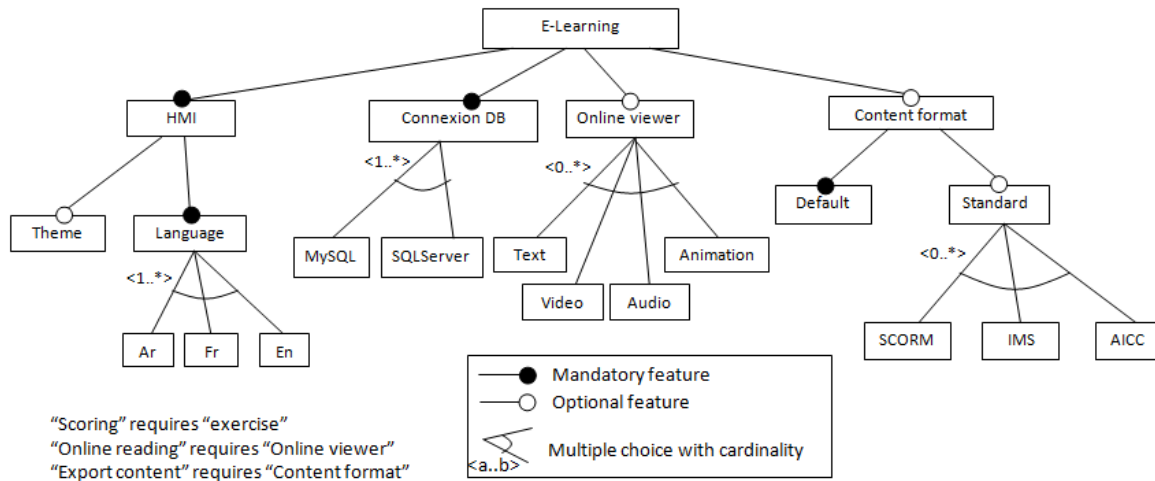 E-Learning
HMI
Connexion DB
Online viewer
Content format
<1..*>
<0..*>
Theme
Language
Default
Standard
<1..*>
MySQL
SQLServer
Text
Animation
<0..*>
Video
Audio
Ar
Fr
En
SCORM
IMS
AICC
Mandatory feature
Optional feature
Multiple choice with cardinality
<a..b>
“Scoring” requires “exercise”
“Online reading” requires “Online viewer”
“Export content” requires “Content format”